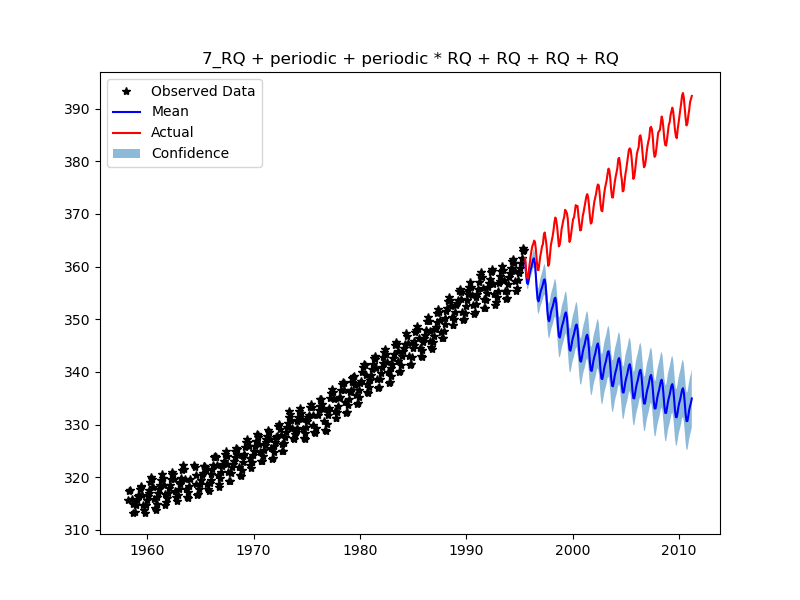 7_RQ + periodic + periodic * RQ + RQ + RQ + RQ
Observed Data
Mean
Actual
Confidence
390
380
370
360
350
340
330
320
310
1960 1970 1980 1990 2000 2010